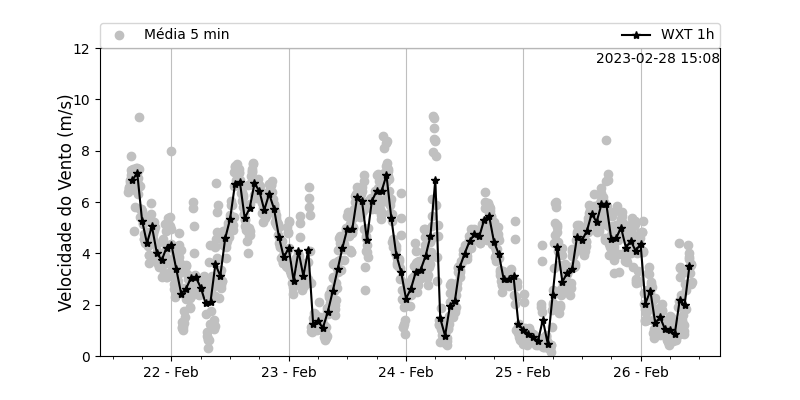 Média 5 min
WXT 1h
2023-02-28 15:08
Velocidade do Vento (m/s)
12
10
8
6
4
2
0
22 - Feb
23 - Feb
24 - Feb
25 - Feb
26 - Feb